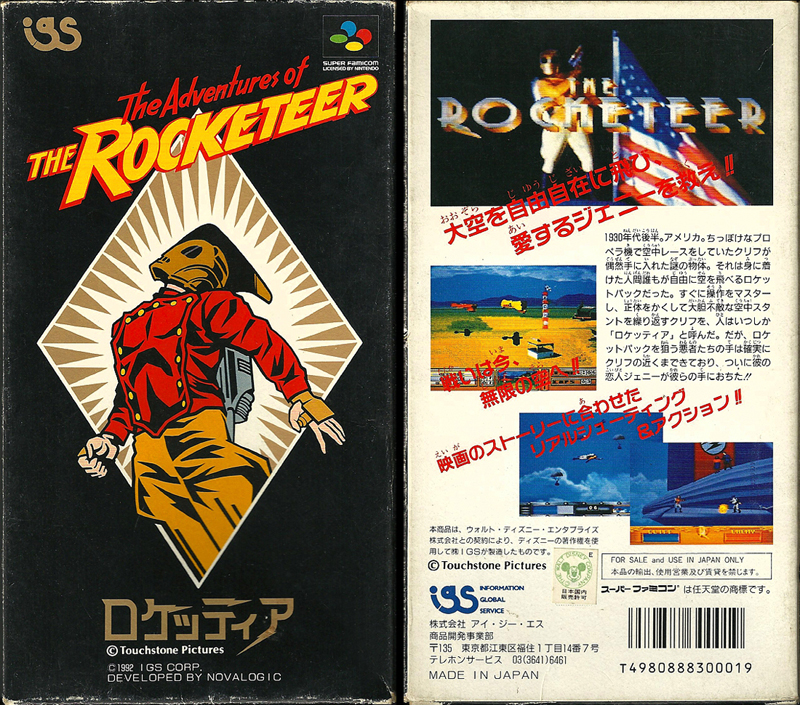 igs
SUPER FAMICOM
LICENSED BY NINTENDO
The Adventures of
THE ROCKETEER
ロケッティア
© Touchstone Pictures
©1992 IGS CORP.
DEVELOPED BY NOVALOGIC
THE
ROCKETEER
大空を自由自在に飛び、
愛するジェニーを救え!!
1930年代後半。アメリカ。ちっぽけなプロ
ペラ機で空中レースをしていたクリフが
偶然手に入れた謎の物体。それは身に着
けた人間誰もが自由に空を飛べるロケッ
トパックだった。すぐに操作をマスター
し、正体をかくして大胆不敵な空中スタ
ントを繰り返すクリフを、人はいつしか
「ロケッティア」と呼んだ。だが、ロケ
ットパックを狙う悪者たちの手は確実に
クリフの近くまできており、ついに彼の
恋人ジェニーが彼らの手におちた!!
戦いは今、
無限の空へ!!
映画のストーリーに合わせた
リアルシューティング
&アクション!!
ENEMY
本商品は、ウォルト・ディズニー・エンタプライズ
株式会社との契約により、ディズニーの著作権を使
用して㈱IGSが製造したものです。
© Touchstone Pictures
E
WALT DISNEY COMPANY
日本国内
販売許可
FOR SALE and USE IN JAPAN ONLY
本品の輸出、使用営業及び賃貸を禁じます。
スーパーファミコン は任天堂の商標です。
igs INFORMATION
GLOBAL
SERVICE
株式会社 アイ・ジー・エス
商品開発事業部
〒135 東京都江東区福住1丁目14番7号
テレホンサービス 03(3641)6461
MADE IN JAPAN
T4980888300019